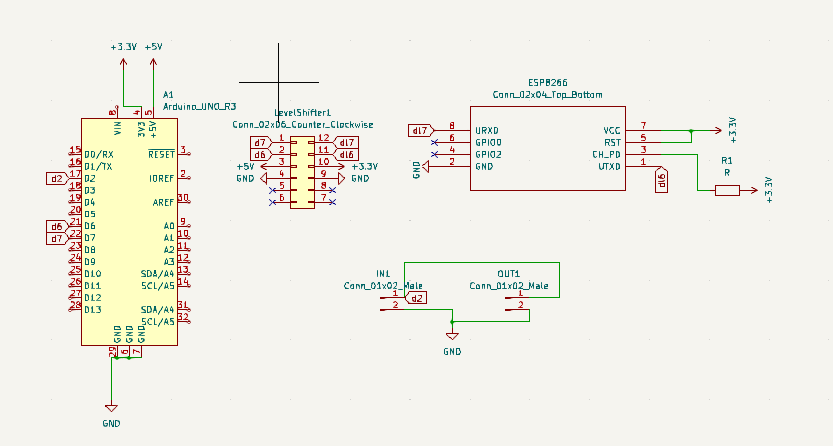 +3.3V +5V
A1
Arduino_UNO_R3
8 4 5
VIN 3V3 +5V
15 D0/RX RESET 3
16 D1/TX
d2 17 D2 IOREF 2
18 D3
19 D4 AREF 30
20 D5
d6 21 D6 A0 9
d7 22 D7 A1 10
23 D8 A2 11
24 D9 A3 12
25 D10 SDA/A4 13
26 D11 SCL/A5 14
27 D12
28 D13 SDA/A4 31
SCL/A5 32
GND GND GND
29 6 7
GND
LevelShifter1
Conn_02x06_Counter_Clockwise
d7 1 12 dl7
d6 2 11 dl6
+5V 3 10 +3.3V
GND 4 9 GND
5 8
6 7
ESP8266
Conn_02x04_Top_Bottom
dl7 8 URXD VCC 7
6 GPIO0 RST 5
4 GPIO2 CH_PD 3
GND 2 GND UTXD 1
dl6
+3.3V
R1
R
+3.3V
IN1
Conn_01x02_Male
1 d2
2
OUT1
Conn_01x02_Male
1
2
GND